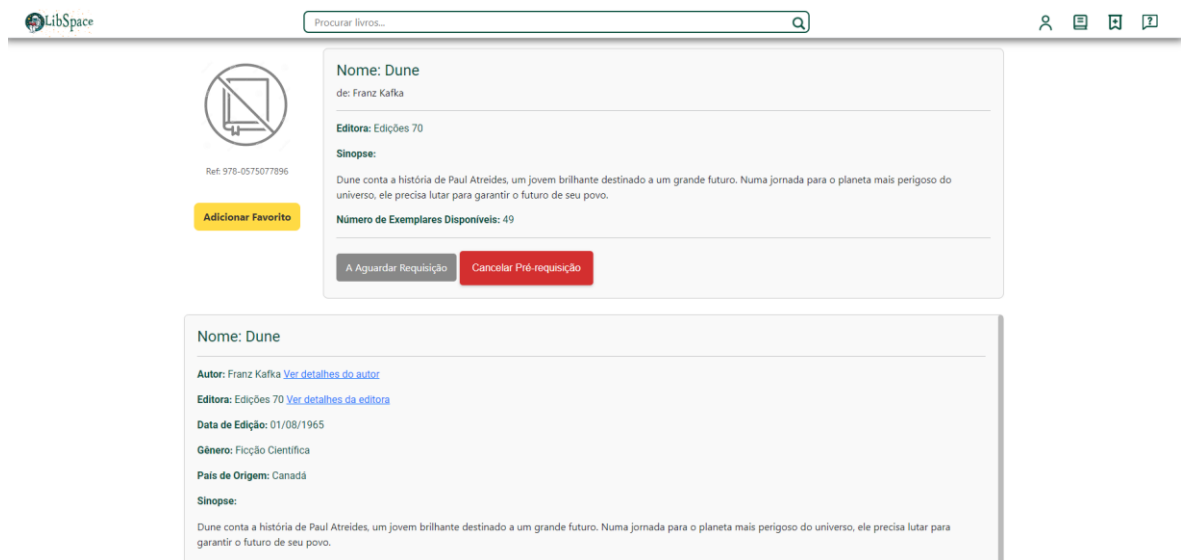 LibSpace
Procurar livros...
Nome: Dune
de: Franz Kafka
Ref: 978-0575077896
Adicionar Favorito
Editora: Edições 70
Sinopse:
Dune conta a história de Paul Atreides, um jovem brilhante destinado a um grande futuro. Numa jornada para o planeta mais perigoso do
universo, ele precisa lutar para garantir o futuro de seu povo.
Número de Exemplares Disponíveis: 49
A Aguardar Requisição
Cancelar Pré-requisição
Nome: Dune
Autor: Franz Kafka Ver detalhes do autor
Editora: Edições 70 Ver detalhes da editora
Data de Edição: 01/08/1965
Gênero: Ficção Científica
País de Origem: Canadá
Sinopse:
Dune conta a história de Paul Atreides, um jovem brilhante destinado a um grande futuro. Numa jornada para o planeta mais perigoso do universo, ele precisa lutar para
garantir o futuro de seu povo.